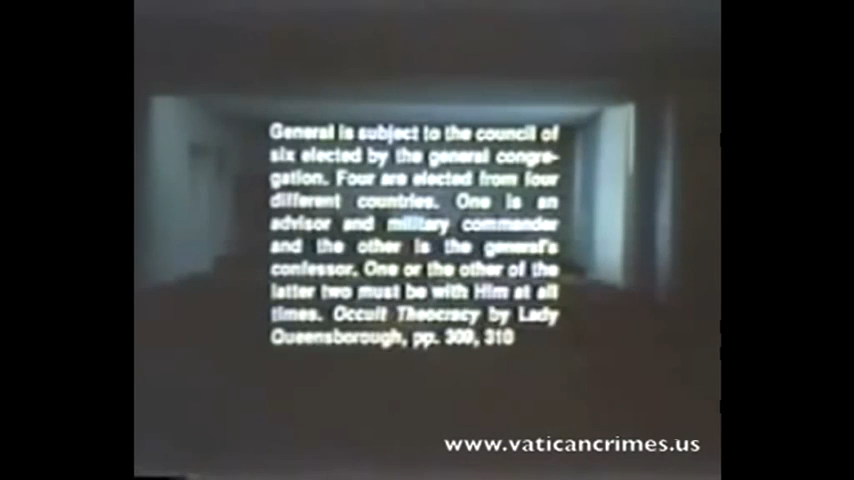 General is subject to the council of
six elected by the general congre-
gation. Four are elected from four
different countries. One is an
advisor and military commander
and the other is the general's
confessor. One or the other of the
latter two must be with Him at all
times. Occult Theocracy by Lady
Queensborough, pp. 309, 310
www.vaticancrimes.us